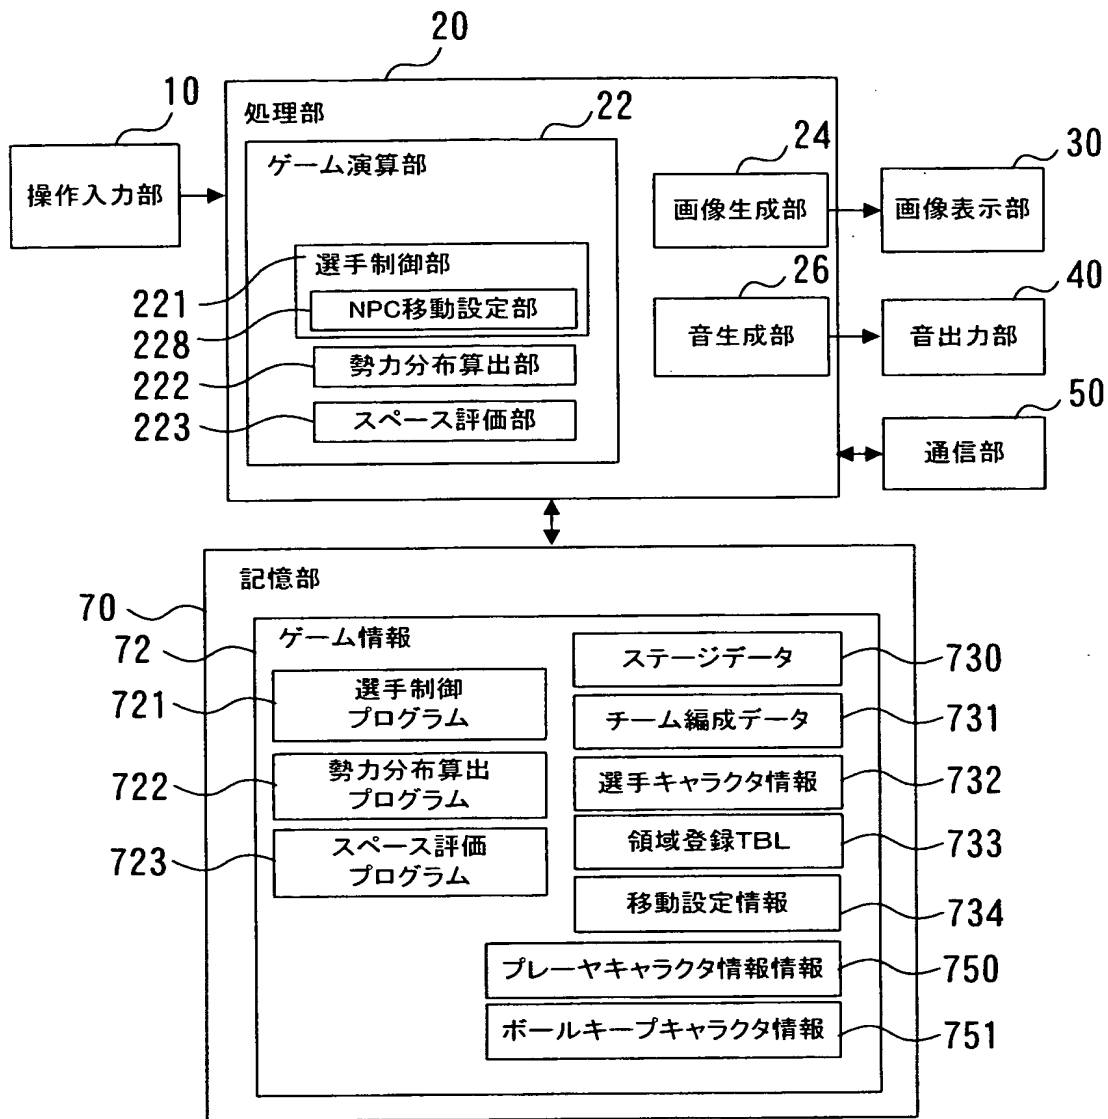 20
処理部
10
操作入力部
22
ゲーム演算部
24
画像生成部
30
画像表示部
選手制御部
221
NPC移動設定部
228
26
音生成部
40
音出力部
勢力分布算出部
222
スペース評価部
223
50
通信部
記憶部
70
72
ゲーム情報
選手制御
プログラム
721
勢力分布算出
プログラム
722
スペース評価
プログラム
723
ステージデータ
730
チーム編成データ
731
選手キャラクタ情報
732
領域登録TBL
733
移動設定情報
734
プレーヤキャラクタ情報情報
750
ボールキープキャラクタ情報
751